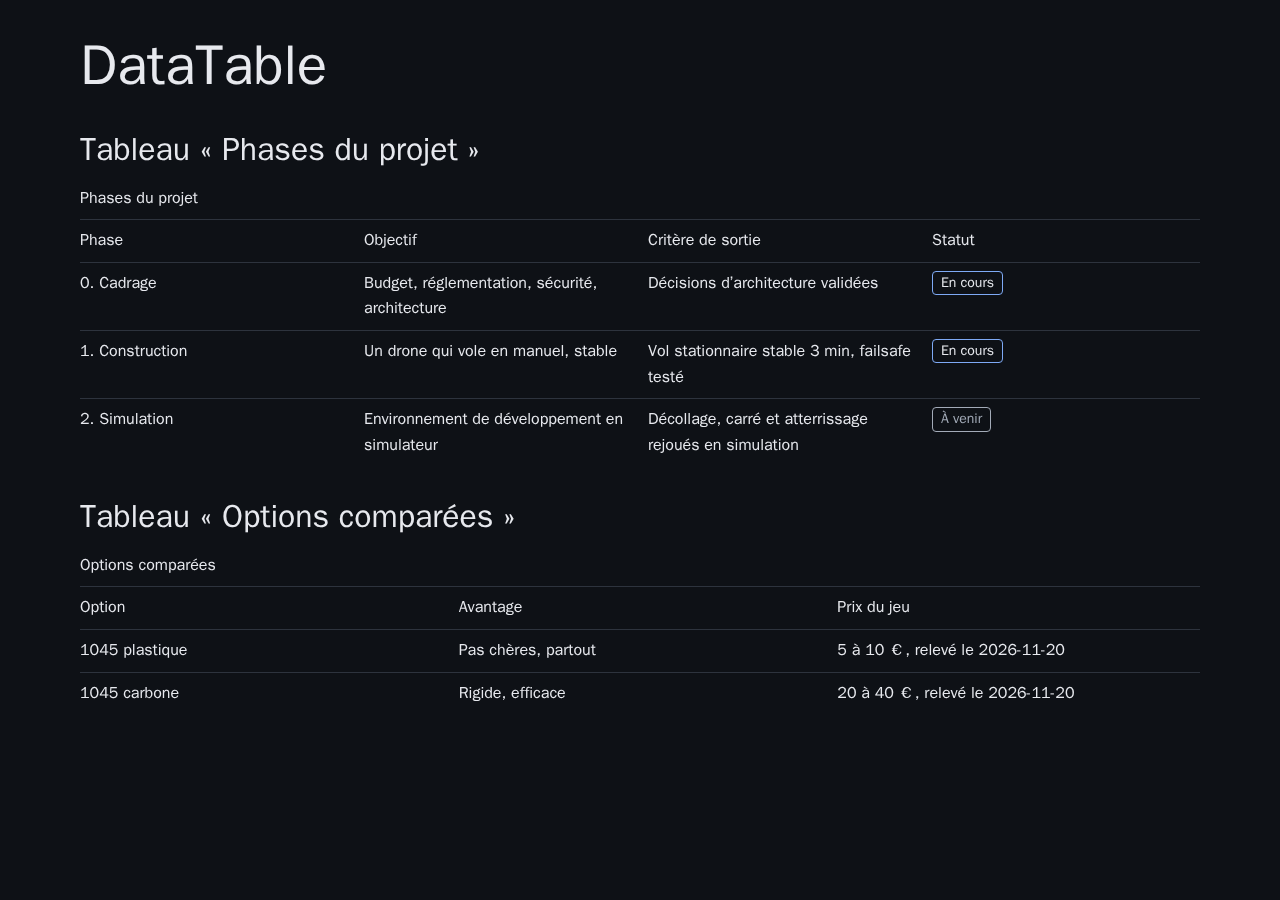 DataTable
Tableau « Phases du projet »
Phases du projet
Phase Objectif Critère de sortie Statut
0. Cadrage Budget, réglementation, sécurité, Décisions d'architecture validées En cours
architecture
1. Construction Un drone qui vole en manuel, stable Vol stationnaire stable 3 min, failsafe En cours
testé
2. Simulation Environnement de développement en Décollage, carré et atterrissage À venir
simulateur rejoués en simulation
Tableau « Options comparées »
Options comparées
Option Avantage Prix du jeu
1045 plastique Pas chères, partout 5 à 10 €, relevé le 2026-11-20
1045 carbone Rigide, efficace 20 à 40 €, relevé le 2026-11-20